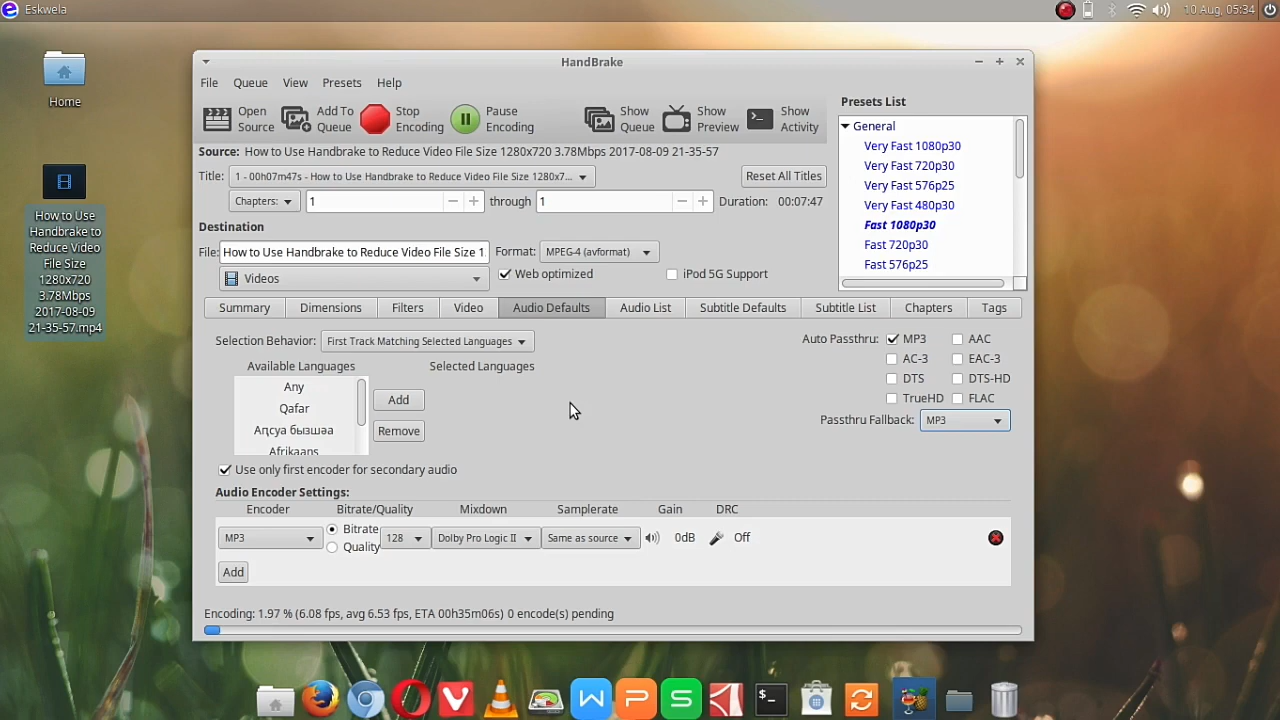 Eskwela
10 Aug, 05:34
Home
How to Use
Handbrake to
Reduce Video
File Size
1280x720
3.78Mbps
2017-08-09
21-35-57.mp4
HandBrake
File Queue View Presets Help
Open Source
Add To Queue
Stop Encoding
Pause Encoding
Show Queue
Show Preview
Show Activity
Source: How to Use Handbrake to Reduce Video File Size 1280x720 3.78Mbps 2017-08-09 21-35-57
Title: 1 - 00h07m47s - How to Use Handbrake to Reduce Video File Size 1280x7... Reset All Titles
Chapters: 1 through 1 Duration: 00:07:47
Destination
File: How to Use Handbrake to Reduce Video File Size 1. Format: MPEG-4 (avformat)
Videos Web optimized iPod 5G Support
Presets List
General
Very Fast 1080p30
Very Fast 720p30
Very Fast 576p25
Very Fast 480p30
Fast 1080p30
Fast 720p30
Fast 576p25
Summary Dimensions Filters Video Audio Defaults Audio List Subtitle Defaults Subtitle List Chapters Tags
Selection Behavior: First Track Matching Selected Languages
Available Languages Selected Languages
Any
Qafar
Аҧсуа бызшәа
Afrikaans
Add
Remove
Auto Passthru: MP3 AAC
AC-3 EAC-3
DTS DTS-HD
TrueHD FLAC
Passthru Fallback: MP3
Use only first encoder for secondary audio
Audio Encoder Settings:
Encoder Bitrate/Quality Mixdown Samplerate Gain DRC
MP3 Bitrate Quality 128 Dolby Pro Logic II Same as source 0dB Off
Add
Encoding: 1.97 % (6.08 fps, avg 6.53 fps, ETA 00h35m06s) 0 encode(s) pending